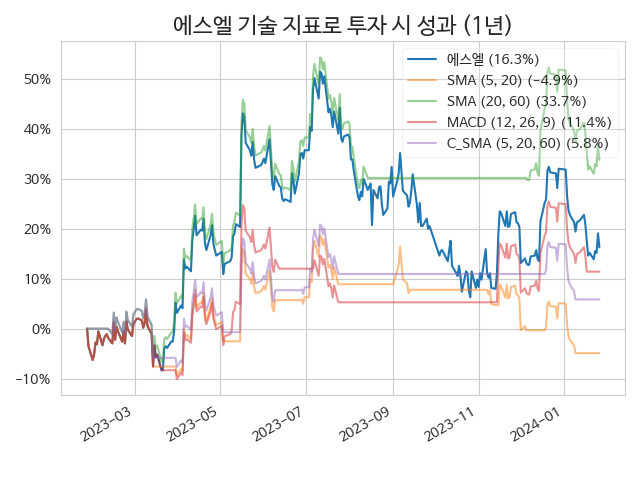 에스엘 기술 지표로 투자 시 성과 (1년)
에스엘 (16.3%)
SMA (5, 20) (−4.9%)
SMA (20, 60) (33.7%)
MACD (12, 26, 9) (11.4%)
C_SMA (5, 20, 60) (5.8%)
50%
40%
30%
20%
10%
0%
−10%
2023−03
2023−05
2023−07
2023−09
2023−11
2024−01